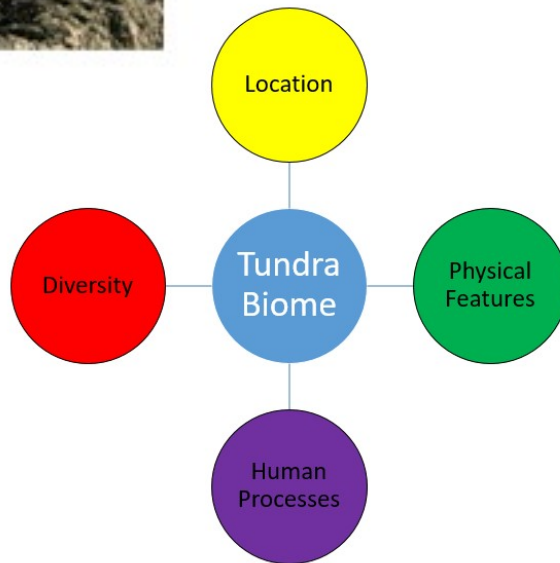 Location
Diversity
Tundra
Biome
Physical
Features
Human
Processes